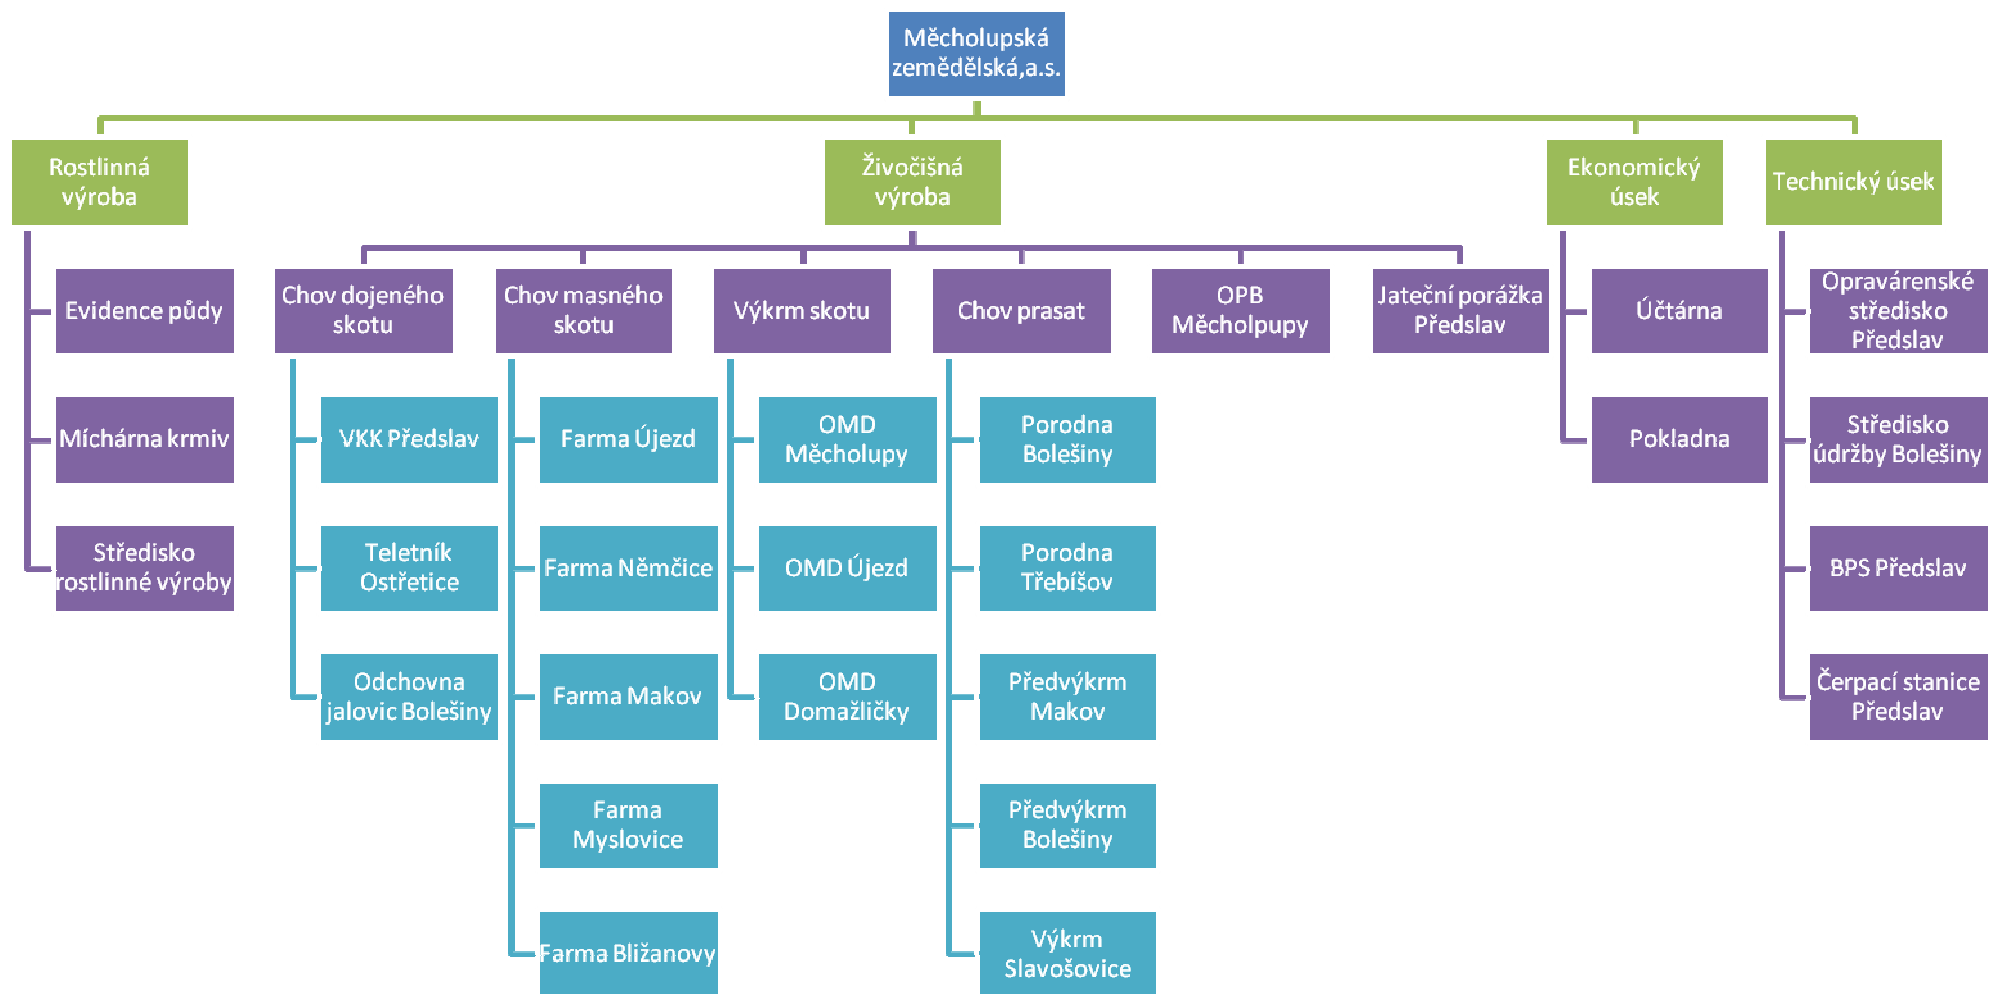 Měcholupská
zemědělská,a.s.
Rostlinná
výroba
Živočišná
výroba
Ekonomický
úsek
Technický úsek
Evidence půdy
Chov dojeného
skotu
Chov masného
skotu
Výkrm skotu
Chov prasat
OPB
Měcholpupy
Jateční porážka
Předslav
Účtárna
Opravárenské
středisko
Předslav
Míchárna krmiv
VKK Předslav
Farma Újezd
OMD
Měcholupy
Porodna
Bolešiny
Pokladna
Středisko
údržby Bolešiny
Středisko
rostlinné výroby
Teletník
Ostřetice
Farma Němčice
OMD Újezd
Porodna
Třebíšov
BPS Předslav
Odchovna
jalovic Bolešiny
Farma Makov
OMD
Domažličky
Předvýkrm
Makov
Čerpací stanice
Předslav
Farma
Myslovice
Předvýkrm
Bolešiny
Farma Bližanovy
Výkrm
Slavošovice